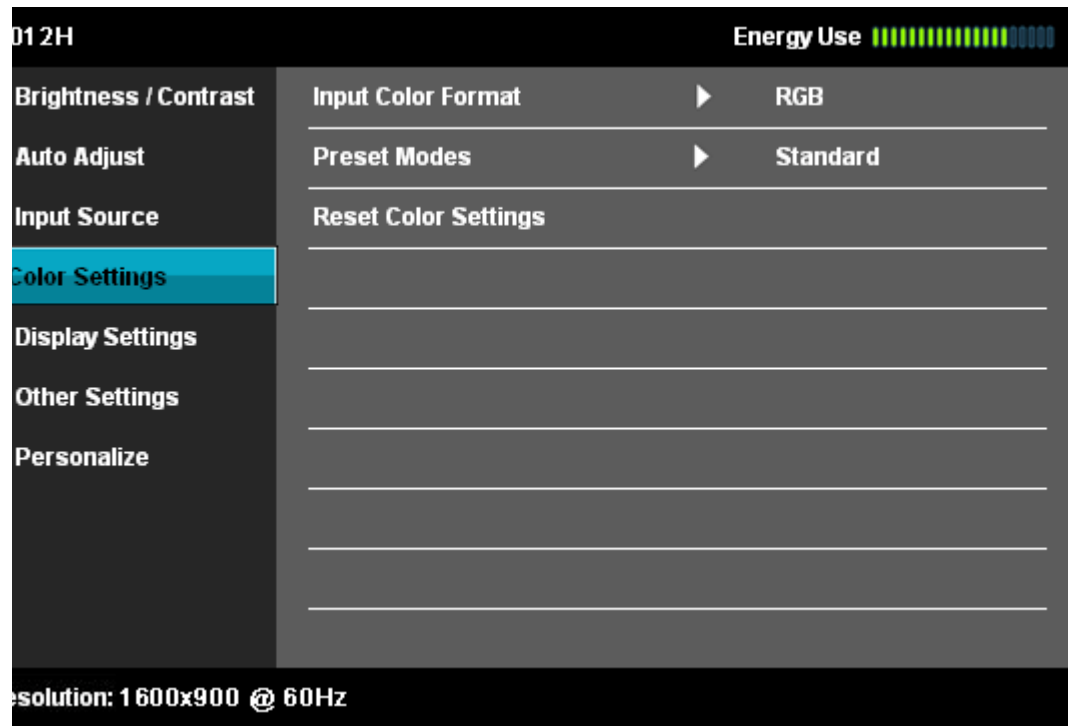 012H
Energy Use
Brightness / Contrast
Input Color Format
RGB
Auto Adjust
Preset Modes
Standard
Input Source
Reset Color Settings
Color Settings
Display Settings
Other Settings
Personalize
esolution: 1600x900 @ 60Hz